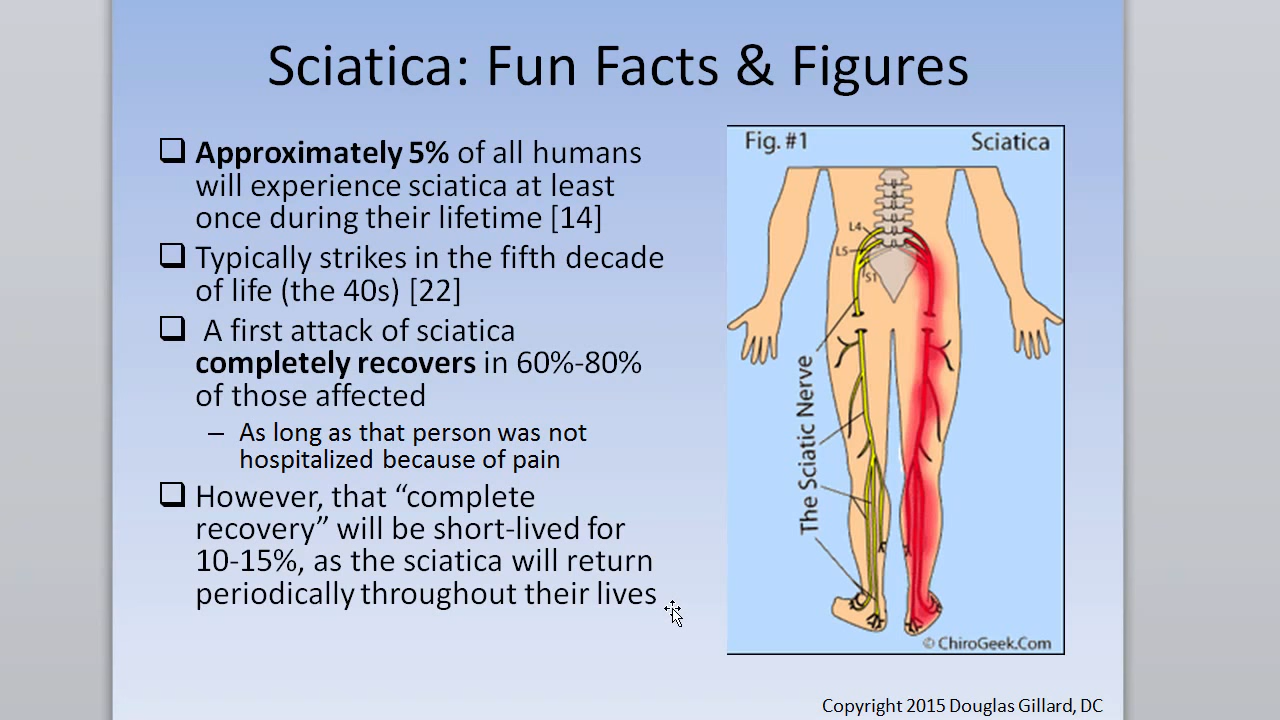 Sciatica: Fun Facts & Figures
Approximately 5% of all humans
will experience sciatica at least
once during their lifetime [14]
Typically strikes in the fifth decade
of life (the 40s) [22]
A first attack of sciatica
completely recovers in 60%-80%
of those affected
– As long as that person was not
hospitalized because of pain
However, that “complete
recovery” will be short-lived for
10-15%, as the sciatica will return
periodically throughout their lives
Fig. #1 Sciatica
L4
L5
S1
The Sciatic Nerve
© ChiroGeek.Com
Copyright 2015 Douglas Gillard, DC